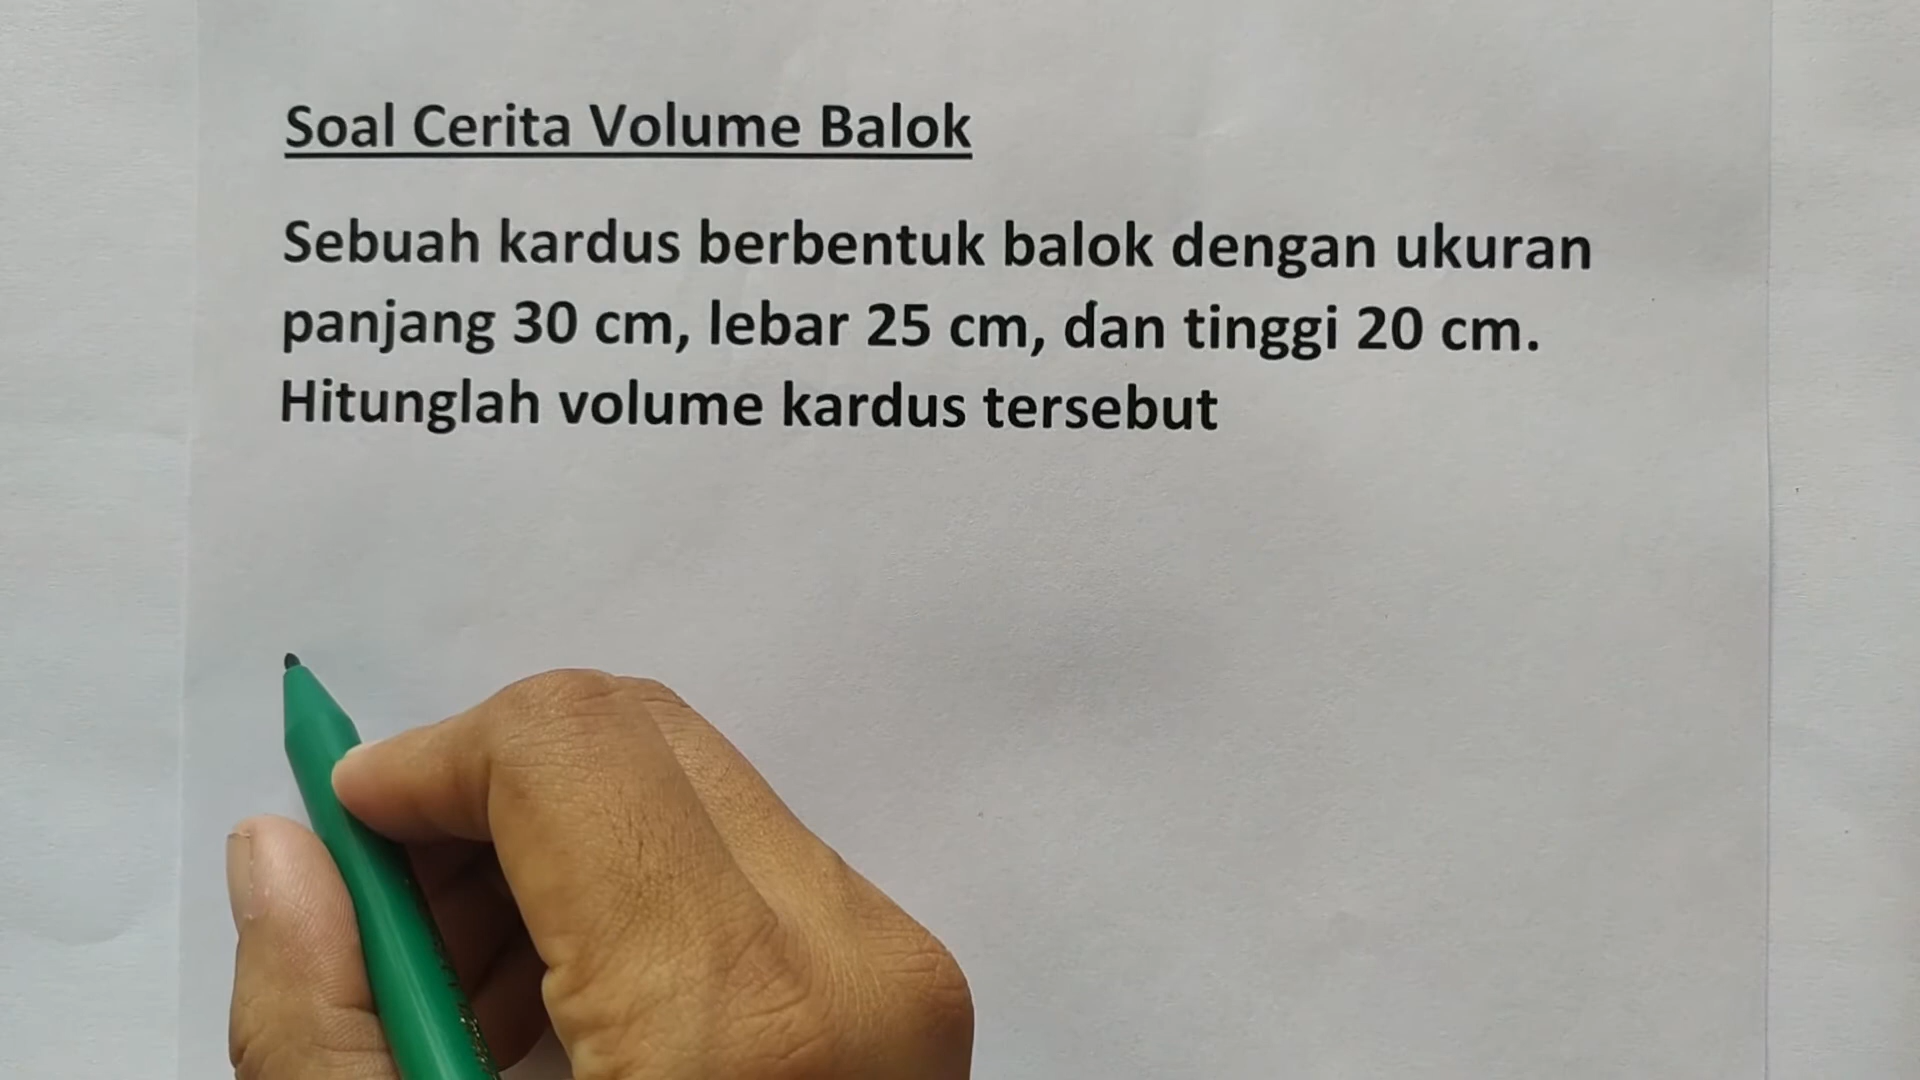 Soal Cerita Volume Balok
Sebuah kardus berbentuk balok dengan ukuran
panjang 30 cm, lebar 25 cm, dan tinggi 20 cm.
Hitunglah volume kardus tersebut